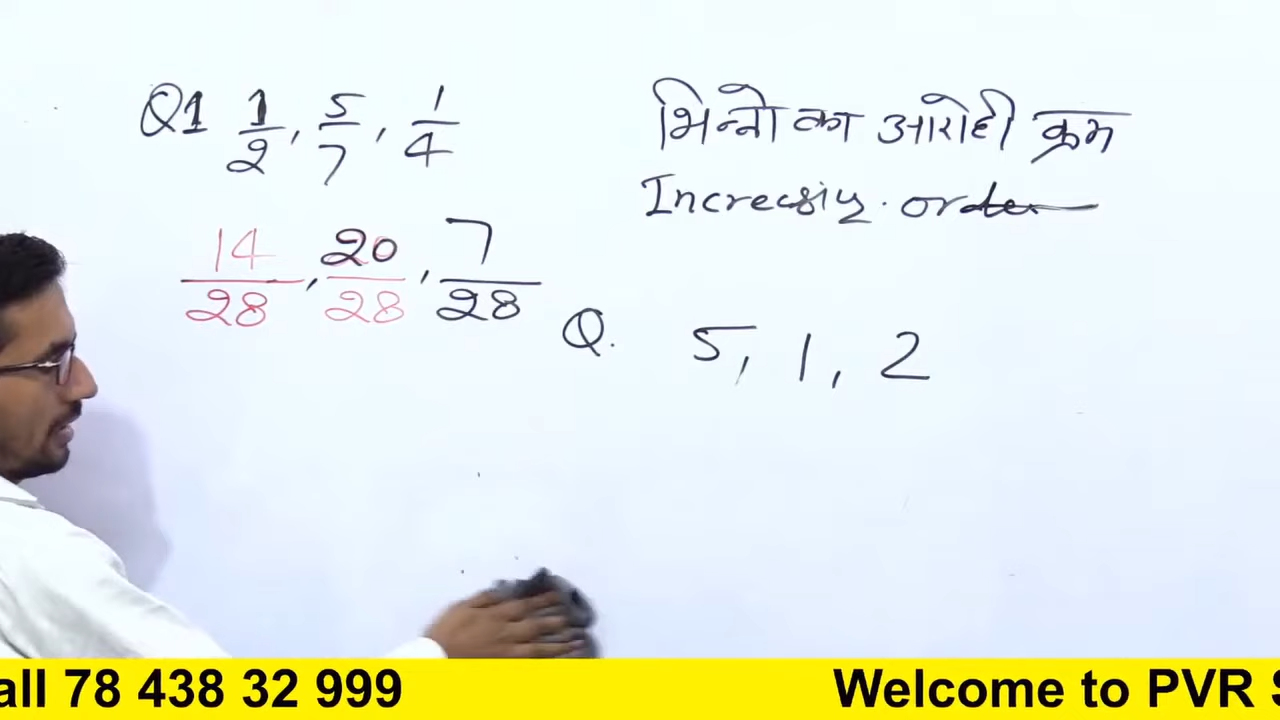 Q1 1/2, 5/7, 1/4
भिन्नो का आरोही क्रम
Increasing order
14/28, 20/28, 7/28
Q. 5, 1, 2
all 78 438 32 999
Welcome to PVR S